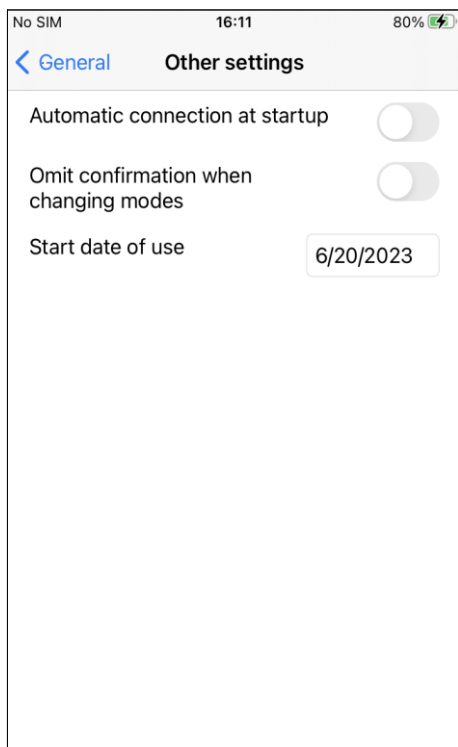 No SIM 16:11 80%
General Other settings
Automatic connection at startup
Omit confirmation when
changing modes
Start date of use 6/20/2023